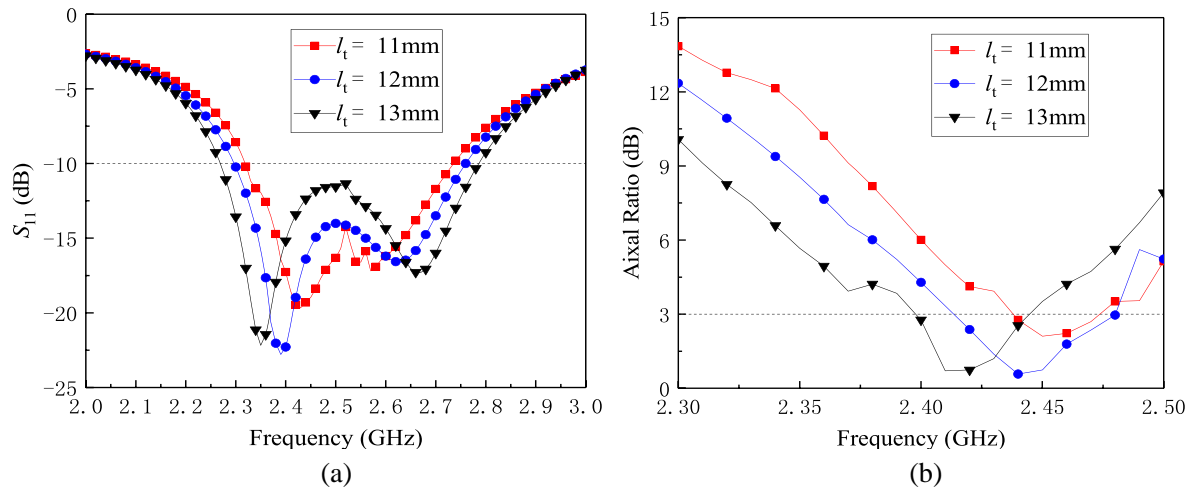 0
-5
-10
-15
-20
-25
S11 (dB)
lt = 11mm
lt = 12mm
lt = 13mm
2.0 2.1 2.2 2.3 2.4 2.5 2.6 2.7 2.8 2.9 3.0
Frequency (GHz)
(a)
15
12
9
6
3
0
Aixal Ratio (dB)
lt = 11mm
lt = 12mm
lt = 13mm
2.30 2.35 2.40 2.45 2.50
Frequency (GHz)
(b)